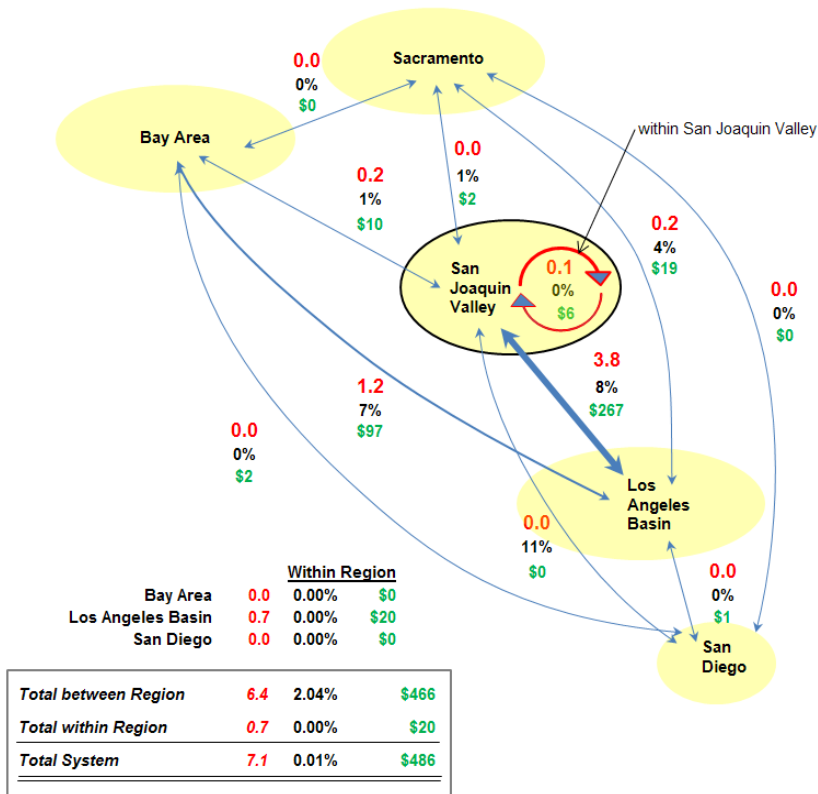 Sacramento
0.0
0%
$0
Bay Area
within San Joaquin Valley
0.0
1%
$2
0.2
1%
$10
0.2
4%
$19
San
Joaquin
Valley
0.1
0%
$6
0.0
0%
$0
3.8
8%
$267
1.2
7%
$97
0.0
0%
$2
Los
Angeles
Basin
0.0
11%
$0
0.0
0%
$1
San
Diego
Within Region
Bay Area 0.0 0.00% $0
Los Angeles Basin 0.7 0.00% $20
San Diego 0.0 0.00% $0
Total between Region 6.4 2.04% $466
Total within Region 0.7 0.00% $20
Total System 7.1 0.01% $486